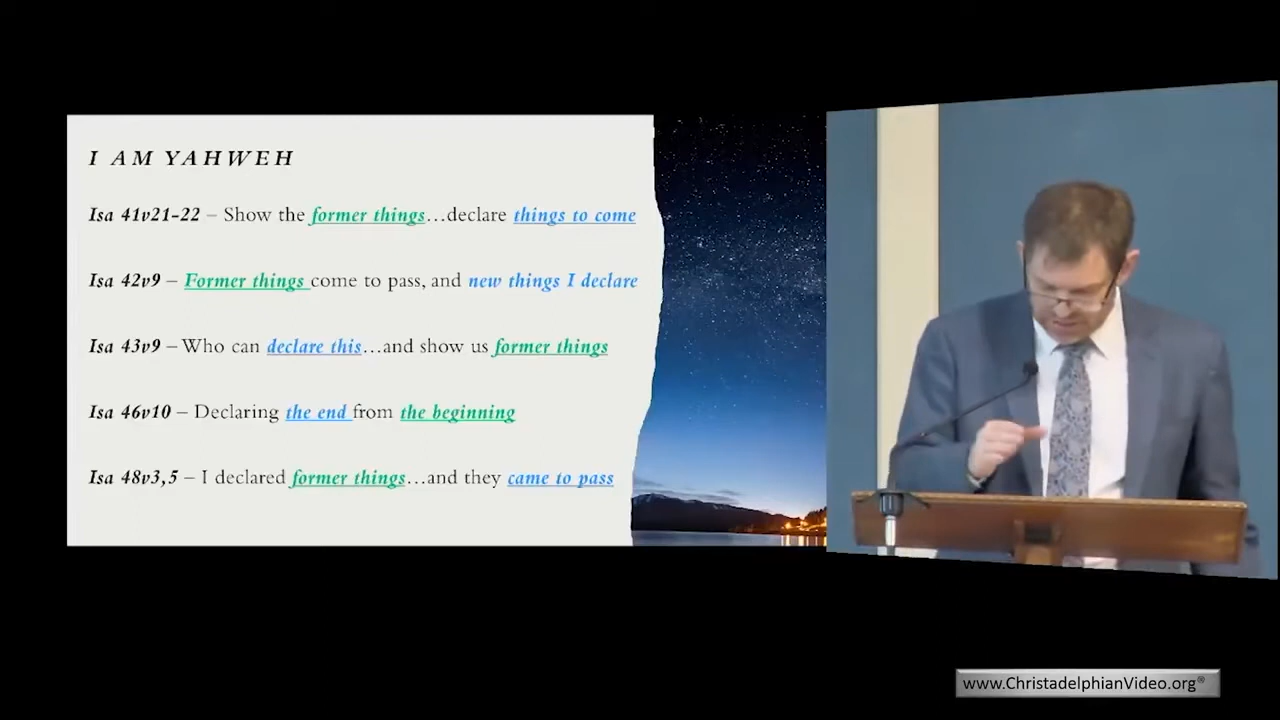 I AM YAHWEH
Isa 41v21-22 – Show the former things...declare things to come
Isa 42v9 – Former things come to pass, and new things I declare
Isa 43v9 – Who can declare this...and show us former things
Isa 46v10 – Declaring the end from the beginning
Isa 48v3,5 – I declared former things...and they came to pass
www.ChristadelphianVideo.org®